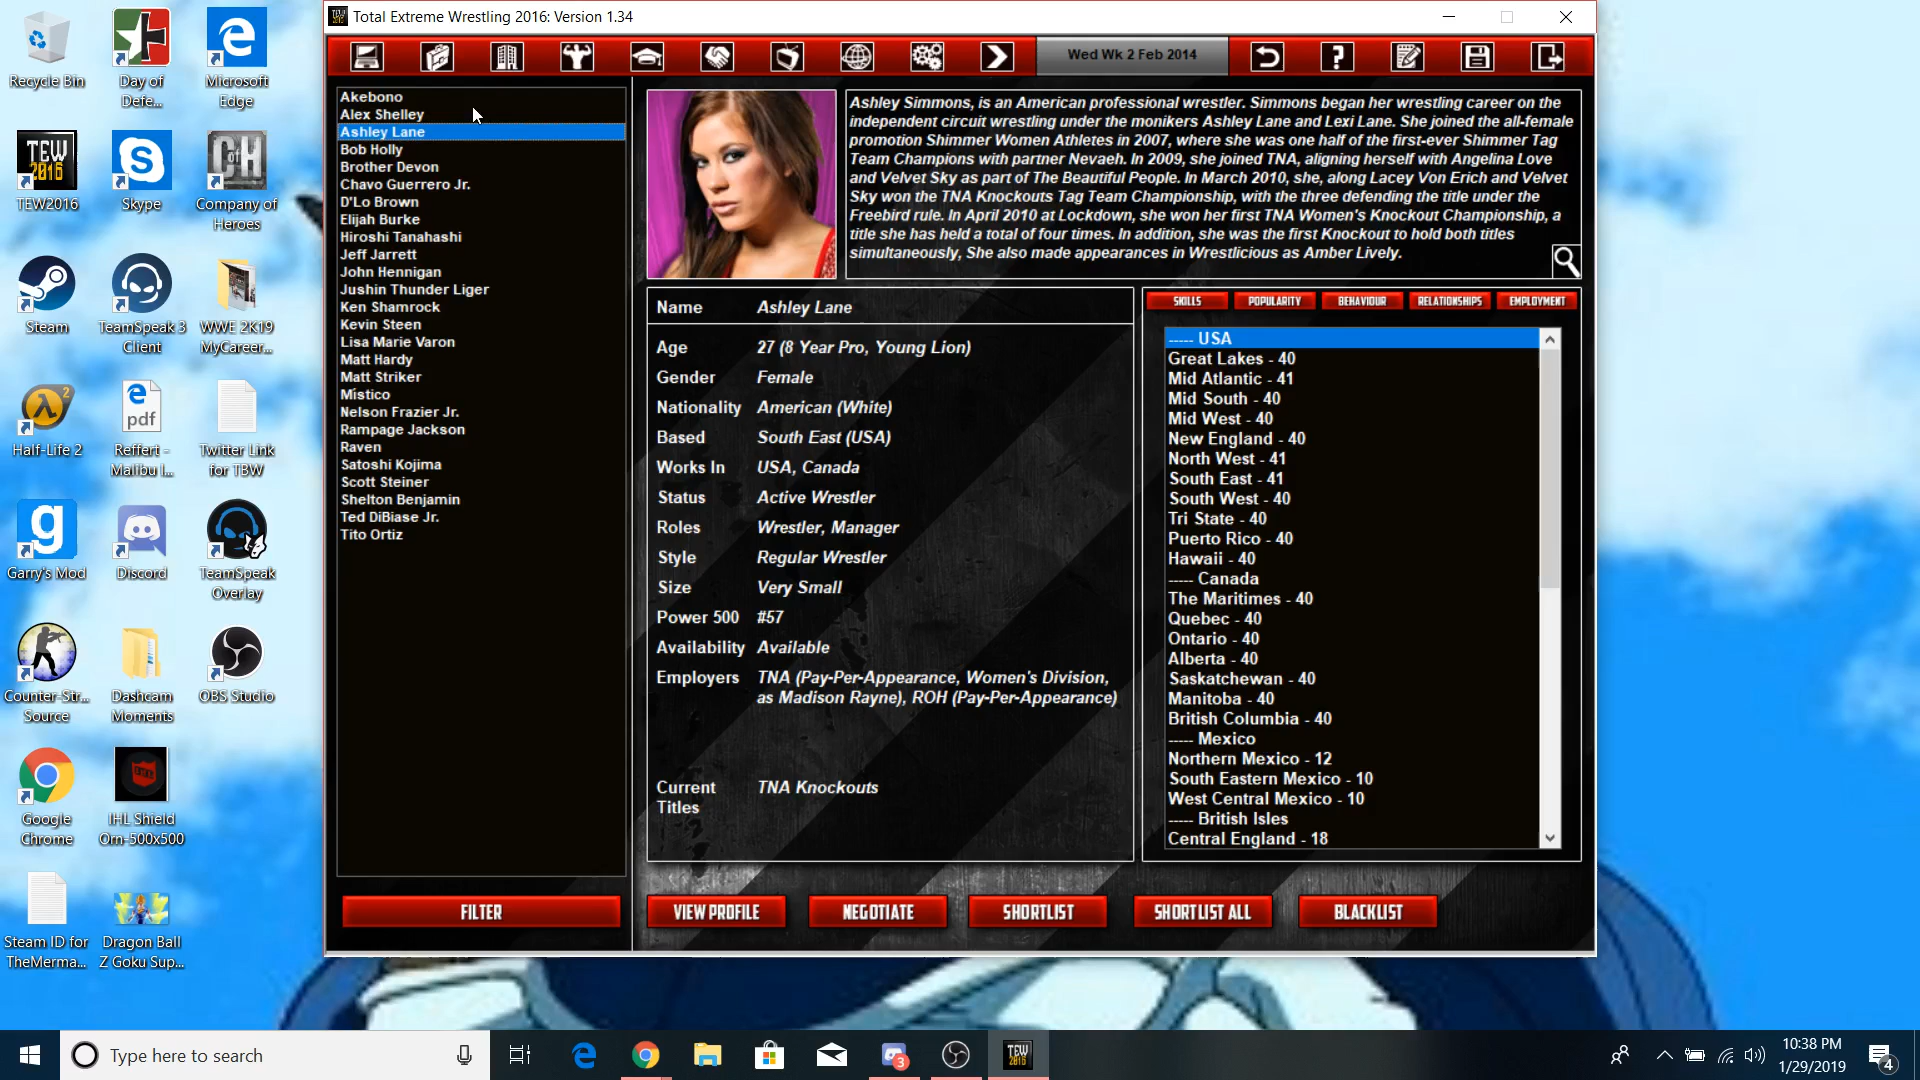 Total Extreme Wrestling 2016: Version 1.34
Wed Wk 2 Feb 2014
Recycle Bin
Day of
Defe...
Microsoft
Edge
TEW
2016
TEW2016
Skype
C of H
Company of
Heroes
Steam
TeamSpeak 3
Client
WWE 2K19
MyCareer...
Half-Life 2
pdf
Reffert -
Malibu l...
Twitter Link
for TBW
Garry's Mod
Discord
TeamSpeak
Overlay
Counter-Str...
Source
Dashcam
Moments
OBS Studio
Google
Chrome
IHL Shield
Orn-500x500
Steam ID for
TheMerma...
Dragon Ball
Z Goku Sup...
Akebono
Alex Shelley
Ashley Lane
Bob Holly
Brother Devon
Chavo Guerrero Jr.
D'Lo Brown
Elijah Burke
Hiroshi Tanahashi
Jeff Jarrett
John Hennigan
Jushin Thunder Liger
Ken Shamrock
Kevin Steen
Lisa Marie Varon
Matt Hardy
Matt Striker
Místico
Nelson Frazier Jr.
Rampage Jackson
Raven
Satoshi Kojima
Scott Steiner
Shelton Benjamin
Ted DiBiase Jr.
Tito Ortiz
FILTER
Ashley Simmons, is an American professional wrestler. Simmons began her wrestling career on the
independent circuit wrestling under the monikers Ashley Lane and Lexi Lane. She joined the all-female
promotion Shimmer Women Athletes in 2007, where she was one half of the first-ever Shimmer Tag
Team Champions with partner Nevaeh. In 2009, she joined TNA, aligning herself with Angelina Love
and Velvet Sky as part of The Beautiful People. In March 2010, she, along Lacey Von Erich and Velvet
Sky won the TNA Knockouts Tag Team Championship, with the three defending the title under the
Freebird rule. In April 2010 at Lockdown, she won her first TNA Women's Knockout Championship, a
title she has held a total of four times. In addition, she was the first Knockout to hold both titles
simultaneously, She also made appearances in Wrestlicious as Amber Lively.
Name Ashley Lane
Age 27 (8 Year Pro, Young Lion)
Gender Female
Nationality American (White)
Based South East (USA)
Works In USA, Canada
Status Active Wrestler
Roles Wrestler, Manager
Style Regular Wrestler
Size Very Small
Power 500 #57
Availability Available
Employers TNA (Pay-Per-Appearance, Women's Division,
as Madison Rayne), ROH (Pay-Per-Appearance)
Current TNA Knockouts
Titles
SKILLS POPULARITY BEHAVIOUR RELATIONSHIPS EMPLOYMENT
----- USA
Great Lakes - 40
Mid Atlantic - 41
Mid South - 40
Mid West - 40
New England - 40
North West - 41
South East - 41
South West - 40
Tri State - 40
Puerto Rico - 40
Hawaii - 40
----- Canada
The Maritimes - 40
Quebec - 40
Ontario - 40
Alberta - 40
Saskatchewan - 40
Manitoba - 40
British Columbia - 40
----- Mexico
Northern Mexico - 12
South Eastern Mexico - 10
West Central Mexico - 10
----- British Isles
Central England - 18
VIEW PROFILE NEGOTIATE SHORTLIST SHORTLIST ALL BLACKLIST
Type here to search
3
TEW
2016
10:38 PM
1/29/2019
4